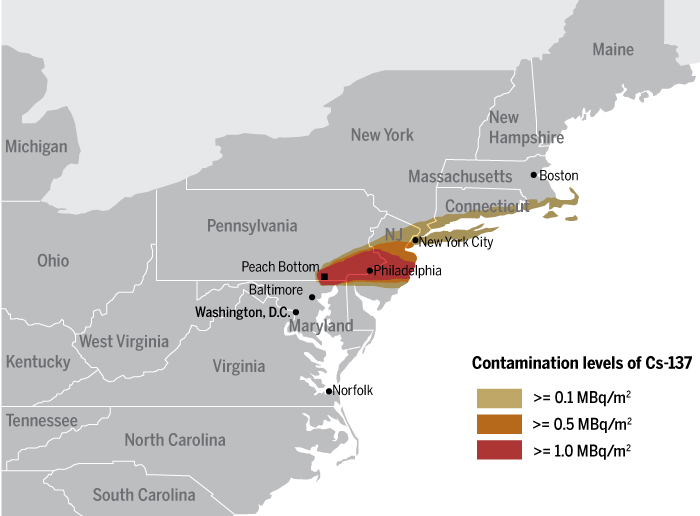 Maine
New
Hampshire
New York
Michigan
Massachusetts
Boston
Connecticut
Pennsylvania
NJ
New York City
Ohio
Peach Bottom
Philadelphia
Baltimore
Washington, D.C.
Maryland
West Virginia
Kentucky
Virginia
Contamination levels of Cs-137
Norfolk
>= 0.1 MBq/m²
Tennessee
>= 0.5 MBq/m²
North Carolina
>= 1.0 MBq/m²
South Carolina